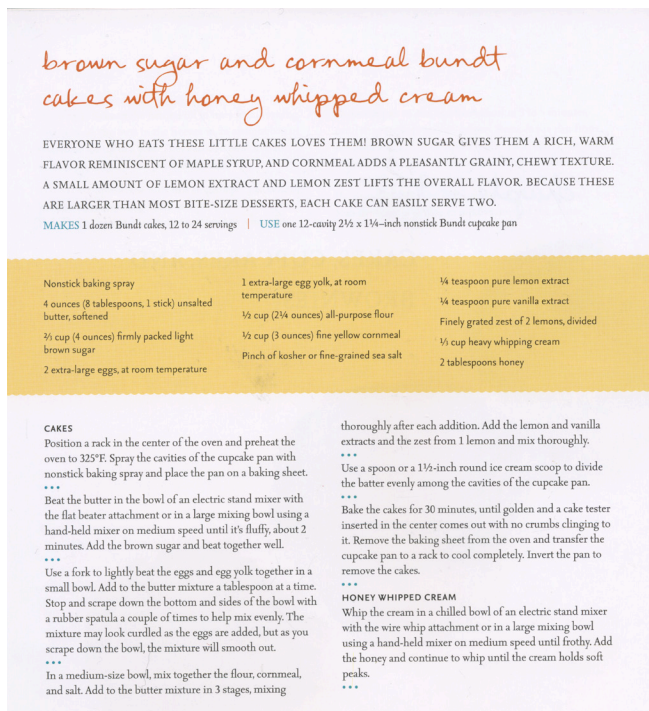 brown sugar and cornmeal bundt
cakes with honey whipped cream
EVERYONE WHO EATS THESE LITTLE CAKES LOVES THEM! BROWN SUGAR GIVES THEM A RICH, WARM
FLAVOR REMINISCENT OF MAPLE SYRUP, AND CORNMEAL ADDS A PLEASANTLY GRAINY, CHEWY TEXTURE.
A SMALL AMOUNT OF LEMON EXTRACT AND LEMON ZEST LIFTS THE OVERALL FLAVOR. BECAUSE THESE
ARE LARGER THAN MOST BITE-SIZE DESSERTS, EACH CAKE CAN EASILY SERVE TWO.
MAKES 1 dozen Bundt cakes, 12 to 24 servings | USE one 12-cavity 2½ x 1¼–inch nonstick Bundt cupcake pan
Nonstick baking spray
4 ounces (8 tablespoons, 1 stick) unsalted
butter, softened
⅔ cup (4 ounces) firmly packed light
brown sugar
2 extra-large eggs, at room temperature
1 extra-large egg yolk, at room
temperature
½ cup (2¼ ounces) all-purpose flour
½ cup (3 ounces) fine yellow cornmeal
Pinch of kosher or fine-grained sea salt
¼ teaspoon pure lemon extract
¼ teaspoon pure vanilla extract
Finely grated zest of 2 lemons, divided
⅓ cup heavy whipping cream
2 tablespoons honey
CAKES
Position a rack in the center of the oven and preheat the
oven to 325°F. Spray the cavities of the cupcake pan with
nonstick baking spray and place the pan on a baking sheet.
•••
Beat the butter in the bowl of an electric stand mixer with
the flat beater attachment or in a large mixing bowl using a
hand-held mixer on medium speed until it's fluffy, about 2
minutes. Add the brown sugar and beat together well.
•••
Use a fork to lightly beat the eggs and egg yolk together in a
small bowl. Add to the butter mixture a tablespoon at a time.
Stop and scrape down the bottom and sides of the bowl with
a rubber spatula a couple of times to help mix evenly. The
mixture may look curdled as the eggs are added, but as you
scrape down the bowl, the mixture will smooth out.
•••
In a medium-size bowl, mix together the flour, cornmeal,
and salt. Add to the butter mixture in 3 stages, mixing
thoroughly after each addition. Add the lemon and vanilla
extracts and the zest from 1 lemon and mix thoroughly.
•••
Use a spoon or a 1½-inch round ice cream scoop to divide
the batter evenly among the cavities of the cupcake pan.
•••
Bake the cakes for 30 minutes, until golden and a cake tester
inserted in the center comes out with no crumbs clinging to
it. Remove the baking sheet from the oven and transfer the
cupcake pan to a rack to cool completely. Invert the pan to
remove the cakes.
•••
HONEY WHIPPED CREAM
Whip the cream in a chilled bowl of an electric stand mixer
with the wire whip attachment or in a large mixing bowl
using a hand-held mixer on medium speed until frothy. Add
the honey and continue to whip until the cream holds soft
peaks.
•••